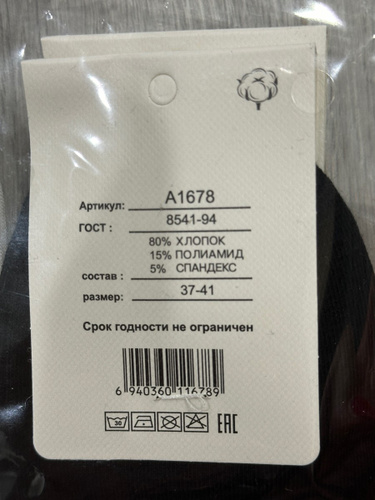 Артикул: A1678
ГОСТ : 8541-94
80% ХЛОПОК
15% ПОЛИАМИД
состав : 5% СПАНДЕКС
размер: 37-41
Срок годности не ограничен
6 940360 116789
30
EAC